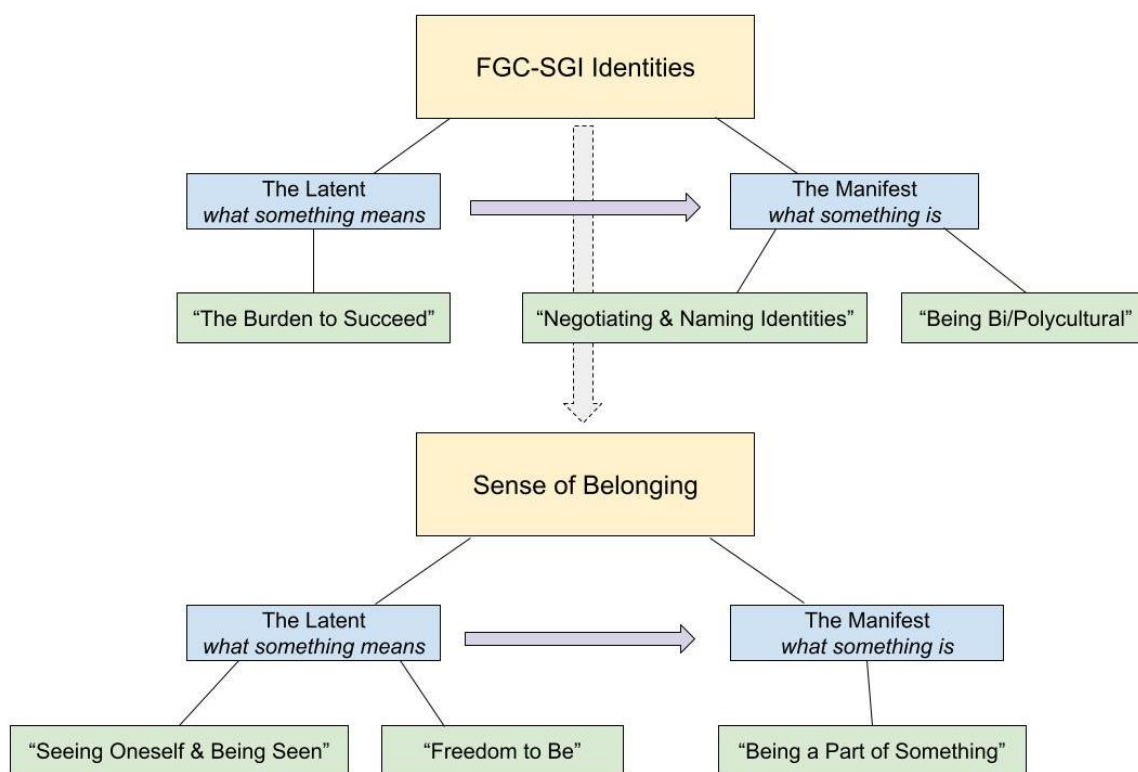 FGC-SGI Identities
The Latent
what something means
The Manifest
what something is
“The Burden to Succeed”
“Negotiating & Naming Identities”
“Being Bi/Polycultural”
Sense of Belonging
The Latent
what something means
The Manifest
what something is
“Seeing Oneself & Being Seen”
“Freedom to Be”
“Being a Part of Something”